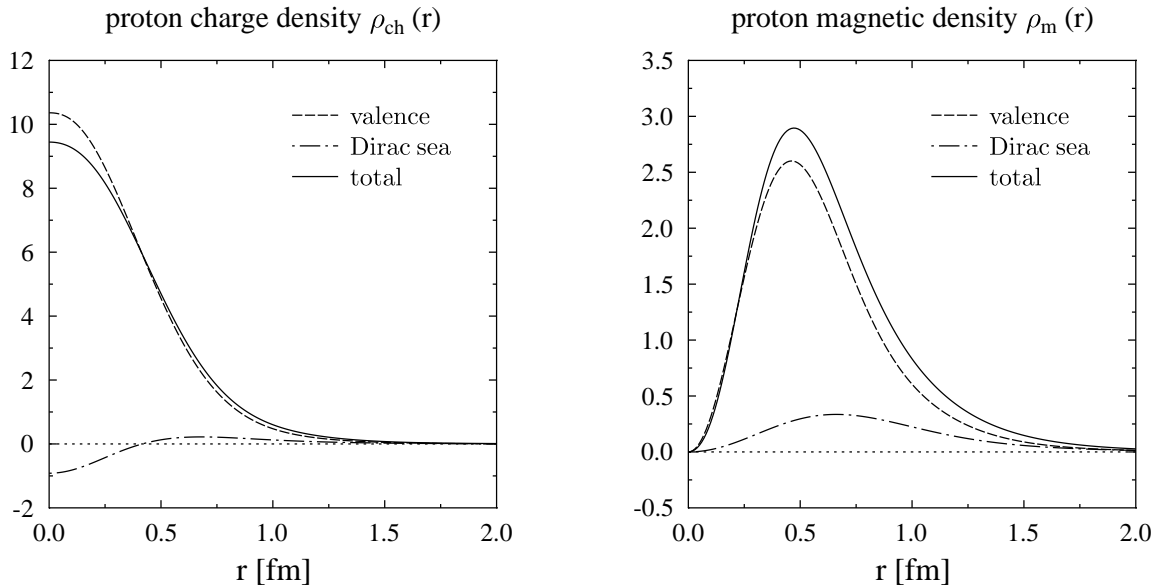 proton charge density ρch (r)
12
10
8
6
4
2
0
-2
0.0
0.5
1.0
1.5
2.0
r [fm]
valence
Dirac sea
total
proton magnetic density ρm (r)
3.5
3.0
2.5
2.0
1.5
1.0
0.5
0.0
-0.5
0.0
0.5
1.0
1.5
2.0
r [fm]
valence
Dirac sea
total